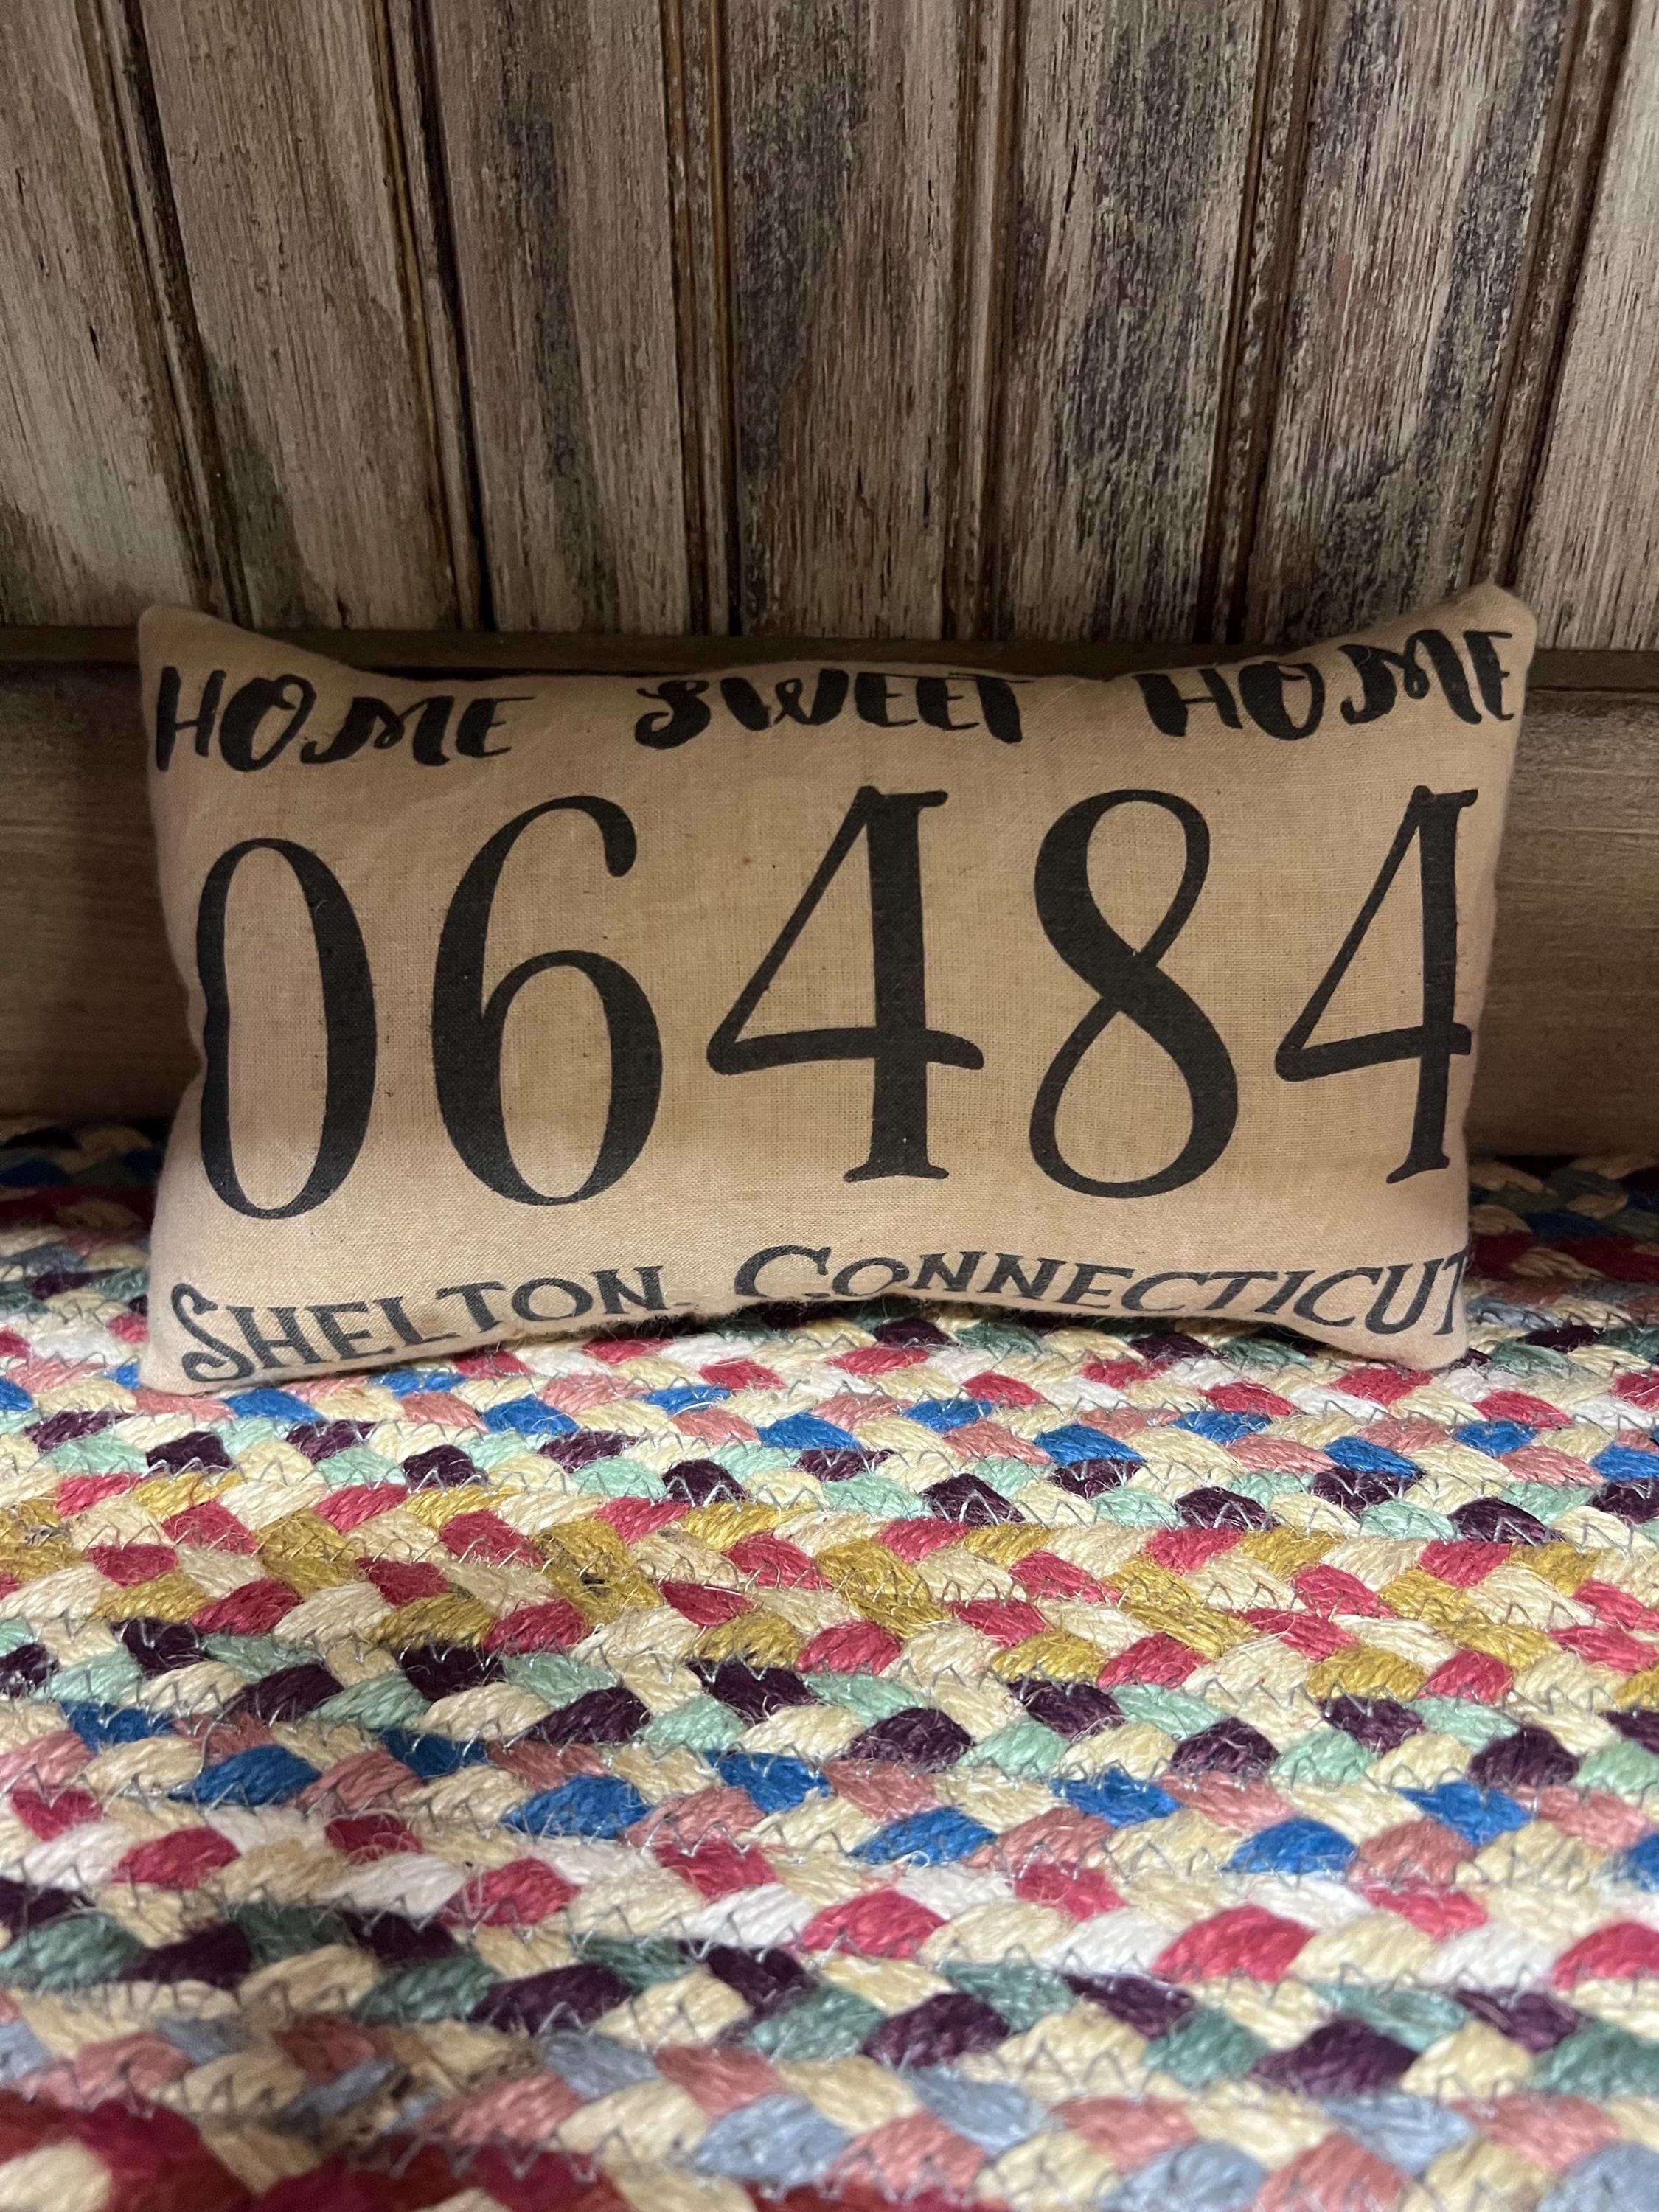 HOME SWEET HOME
06484
SHELTON, CONNECTICUT